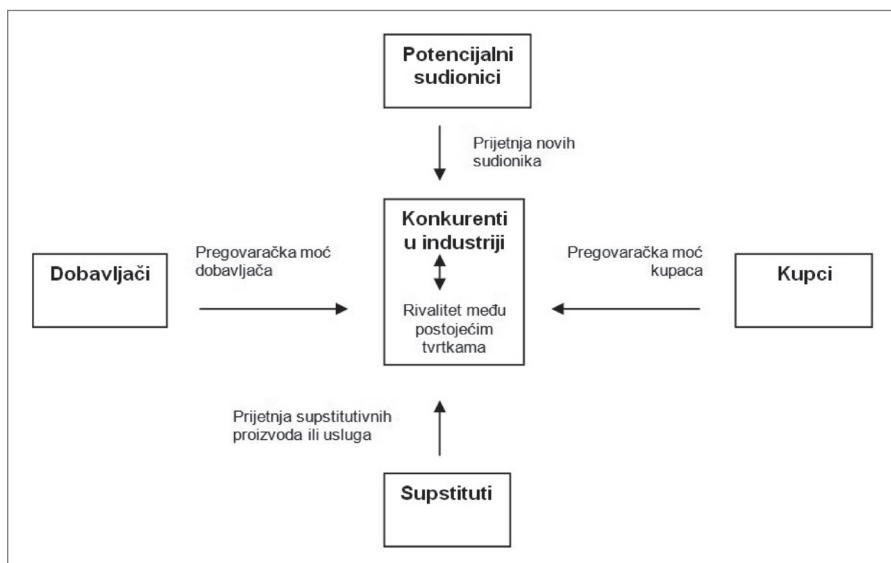 Potencijalni
sudionici
Prijetnja novih
sudionika
Konkurenti
u industriji
Rivalitet među
postojećim
tvrtkama
Dobavljači
Pregovaračka moć
dobavljača
Pregovaračka moć
kupaca
Kupci
Prijetnja supstitutivnih
proizvoda ili usluga
Supstituti